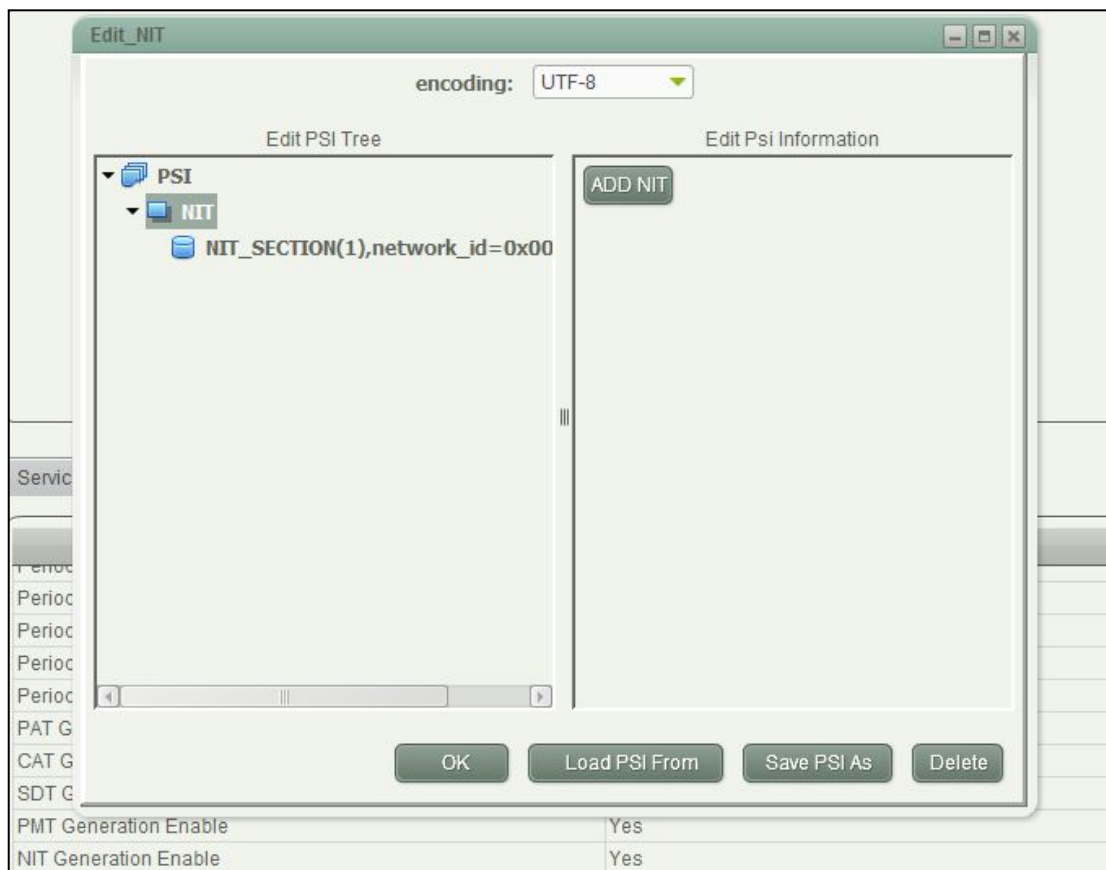 Edit_NIT
encoding: UTF-8
Edit PSI Tree
Edit Psi Information
PSI
NIT
NIT_SECTION(1),network_id=0x00
ADD NIT
OK
Load PSI From
Save PSI As
Delete
Servic
Perioc
Perioc
Perioc
Perioc
PAT G
CAT G
SDT G
PMT Generation Enable Yes
NIT Generation Enable Yes